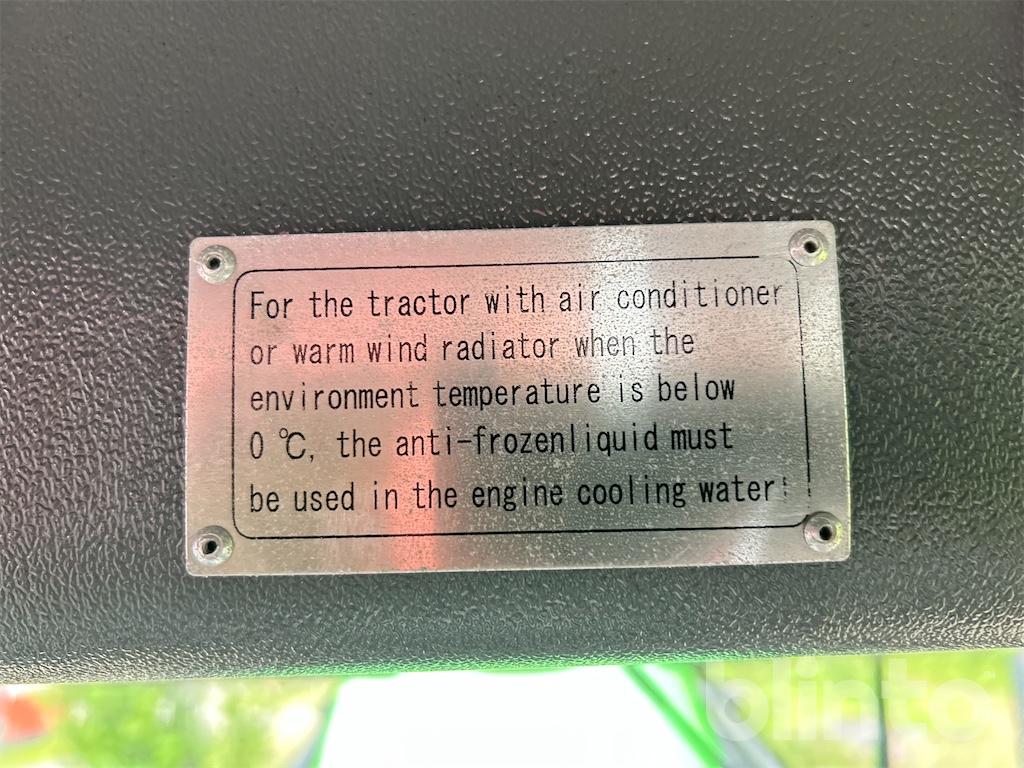 For the tractor with air conditioner
or warm wind radiator when the
environment temperature is below
0 ℃, the anti-frozenliquid must
be used in the engine cooling water!
blinto